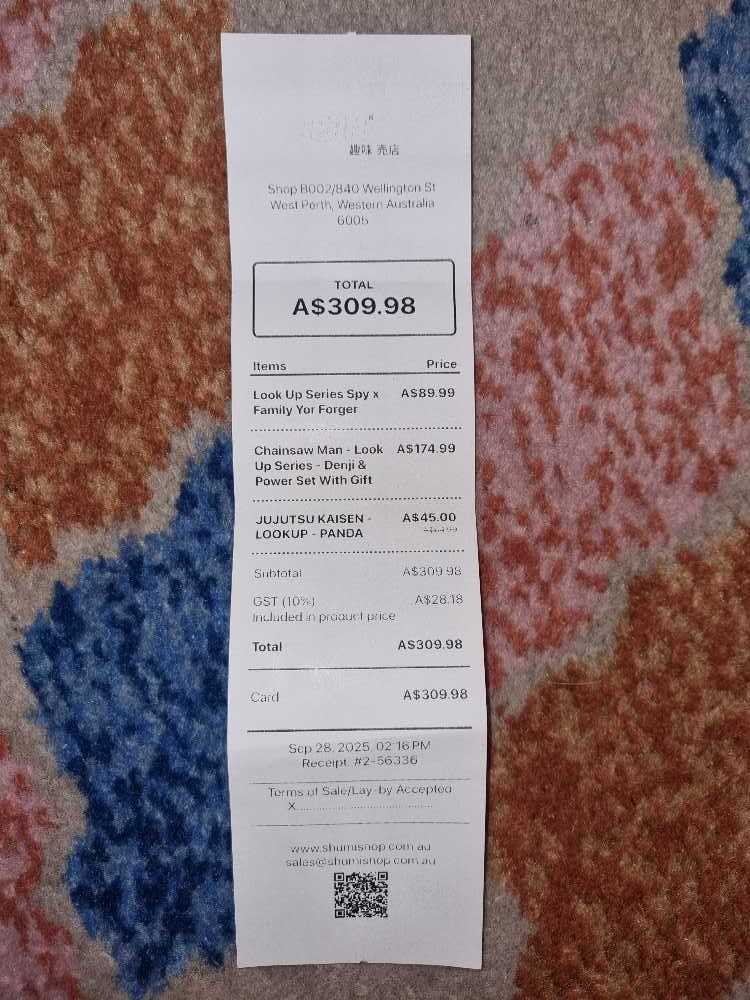 趣味 売店
Shop B002/840 Wellington St
West Perth, Western Australia
6005
TOTAL
A$309.98
Items Price
Look Up Series Spy x A$89.99
Family Yor Forger
Chainsaw Man - Look A$174.99
Up Series - Denji &
Power Set With Gift
JUJUTSU KAISEN - A$45.00
LOOKUP - PANDA
Subtotal A$309.98
GST (10%) A$28.18
Included in product price
Total A$309.98
Card A$309.98
Sep 28, 2025, 02:16 PM
Receipt: #2-56336
Terms of Sale/Lay-by Accepted
X..........................................
www.shumishop.com.au
sales@shumishop.com.au